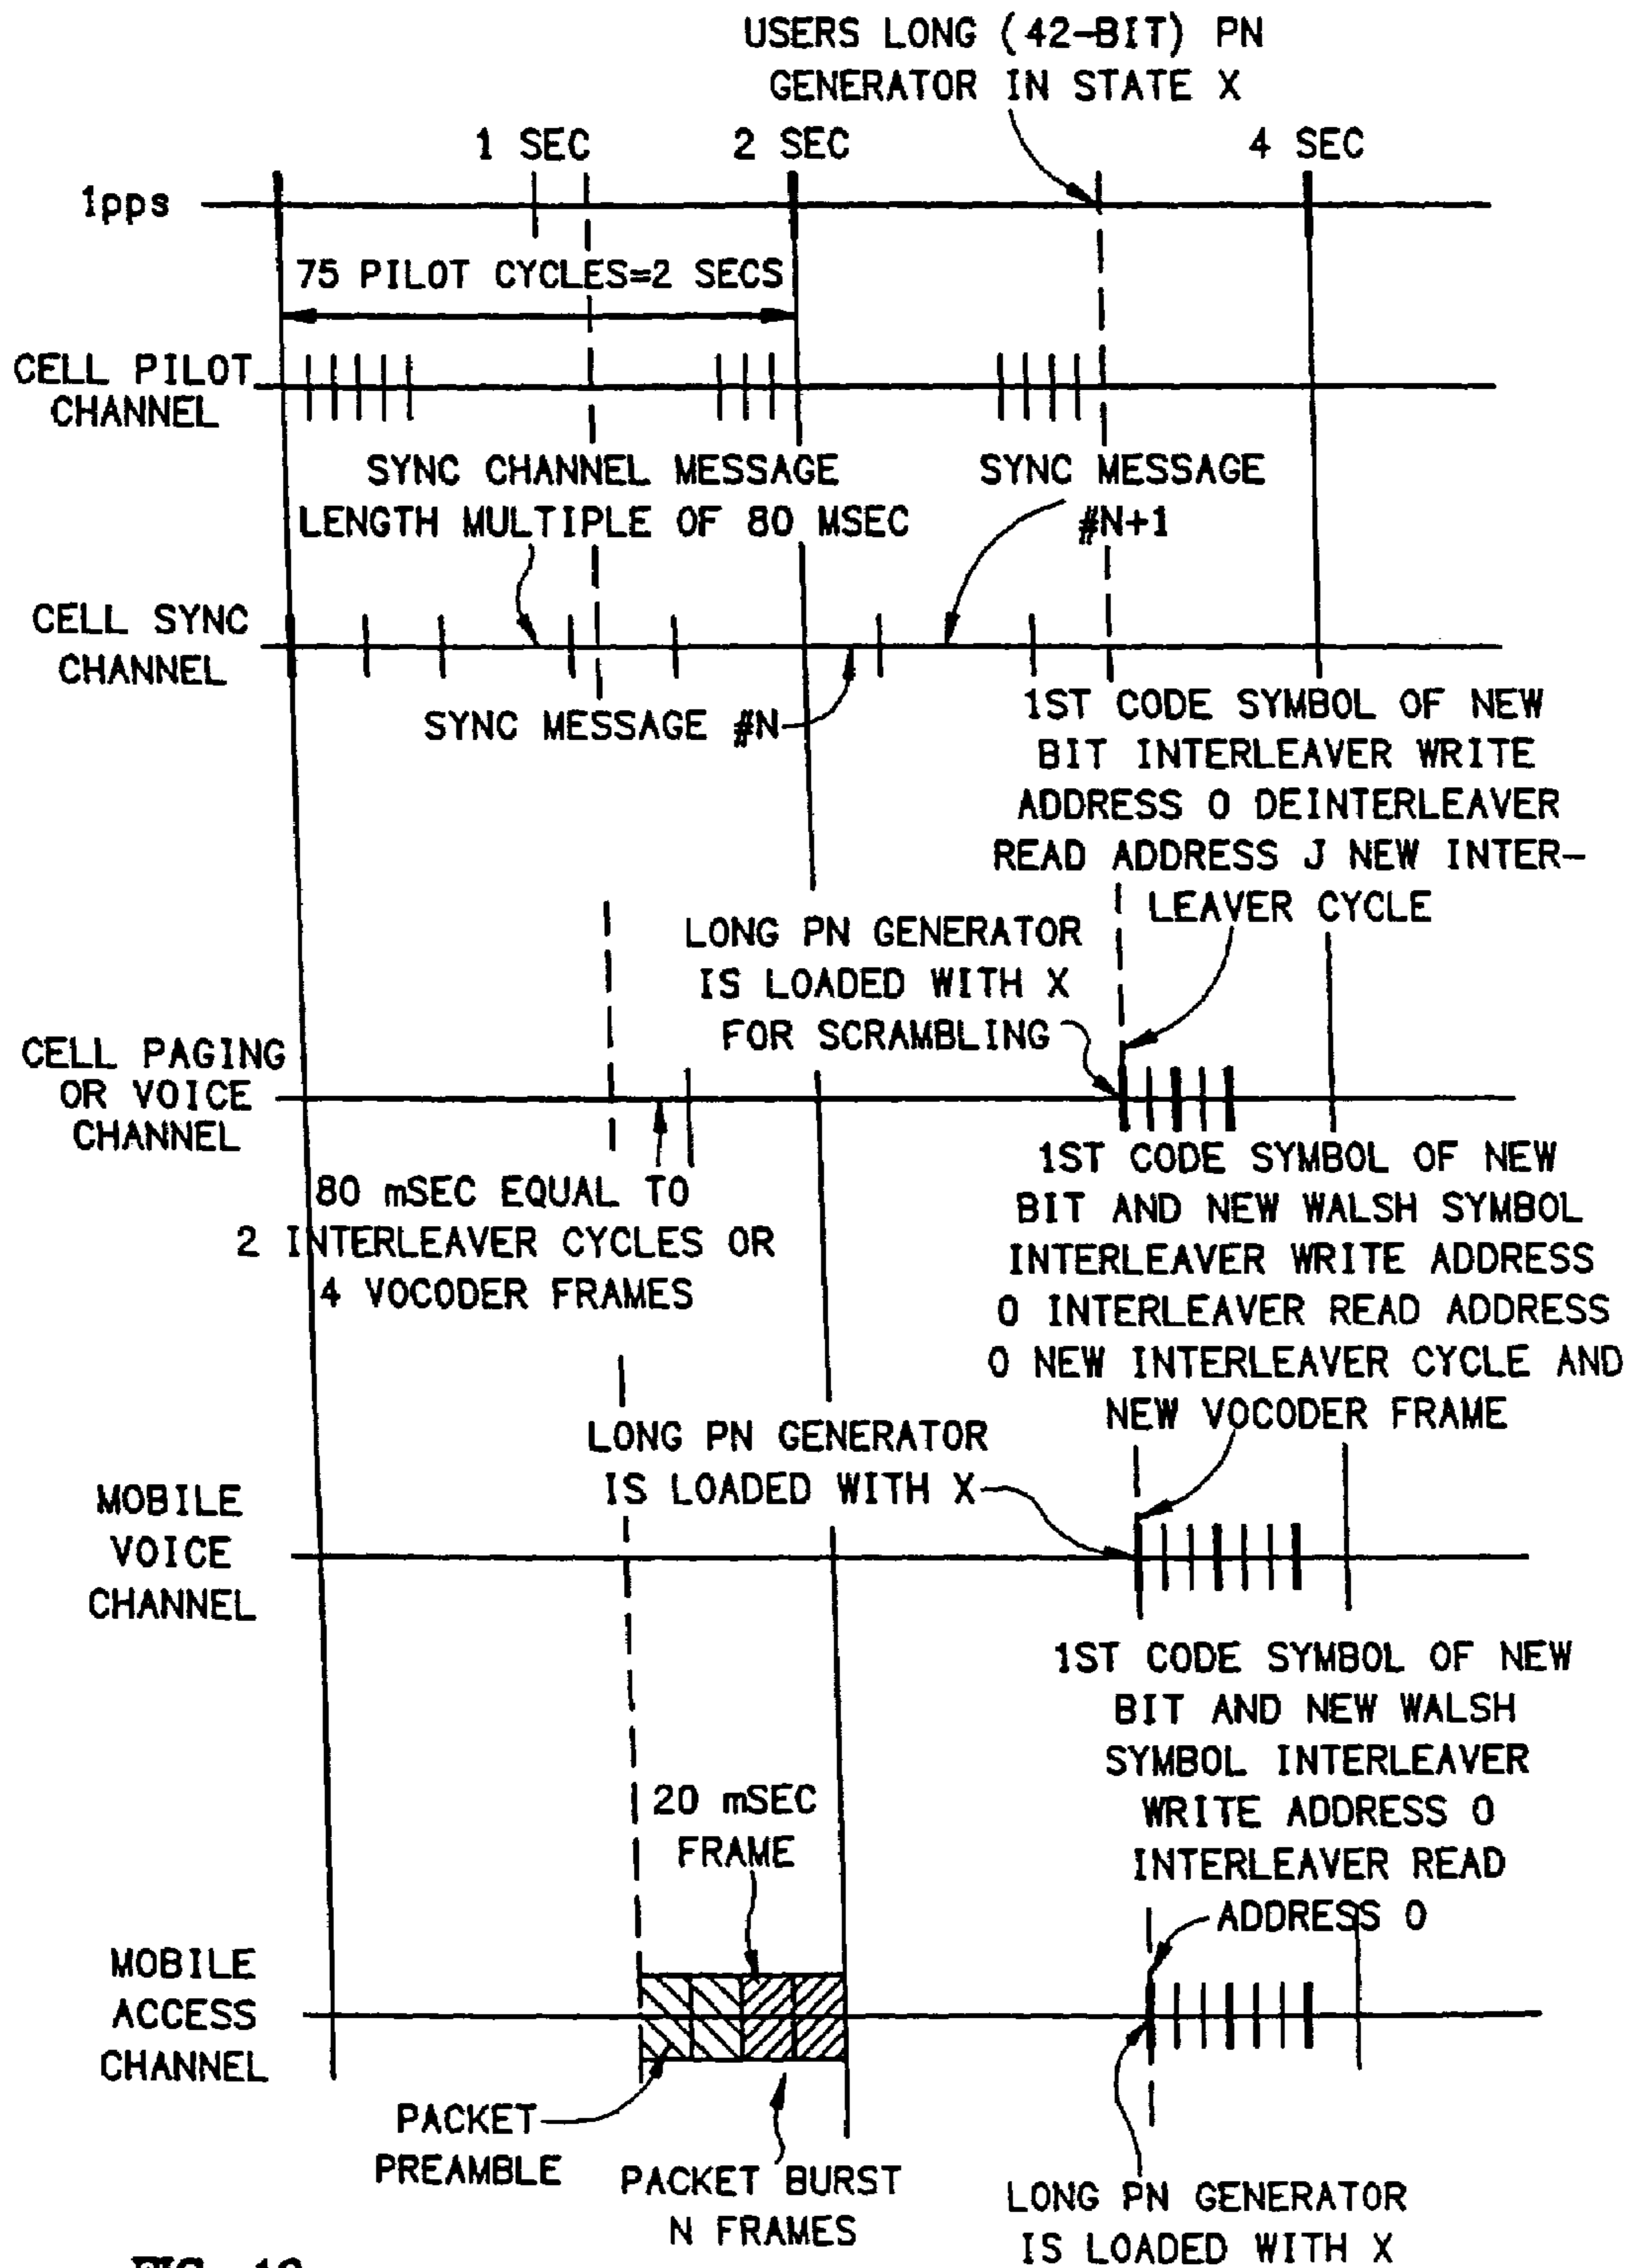 USERS LONG (42-BIT) PN
GENERATOR IN STATE X
1 SEC
2 SEC
4 SEC
1pps
75 PILOT CYCLES=2 SECS
CELL PILOT
CHANNEL
SYNC CHANNEL MESSAGE
LENGTH MULTIPLE OF 80 MSEC
SYNC MESSAGE
#N+1
CELL SYNC
CHANNEL
SYNC MESSAGE #N
1ST CODE SYMBOL OF NEW
BIT INTERLEAVER WRITE
ADDRESS 0 DEINTERLEAVER
READ ADDRESS J NEW INTER-
LEAVER CYCLE
LONG PN GENERATOR
IS LOADED WITH X
FOR SCRAMBLING
CELL PAGING
OR VOICE
CHANNEL
80 mSEC EQUAL TO
2 INTERLEAVER CYCLES OR
4 VOCODER FRAMES
1ST CODE SYMBOL OF NEW
BIT AND NEW WALSH SYMBOL
INTERLEAVER WRITE ADDRESS
0 INTERLEAVER READ ADDRESS
0 NEW INTERLEAVER CYCLE AND
NEW VOCODER FRAME
LONG PN GENERATOR
IS LOADED WITH X
MOBILE
VOICE
CHANNEL
1ST CODE SYMBOL OF NEW
BIT AND NEW WALSH
SYMBOL INTERLEAVER
WRITE ADDRESS 0
INTERLEAVER READ
ADDRESS 0
20 mSEC
FRAME
MOBILE
ACCESS
CHANNEL
PACKET
PREAMBLE
PACKET BURST
N FRAMES
LONG PN GENERATOR
IS LOADED WITH X